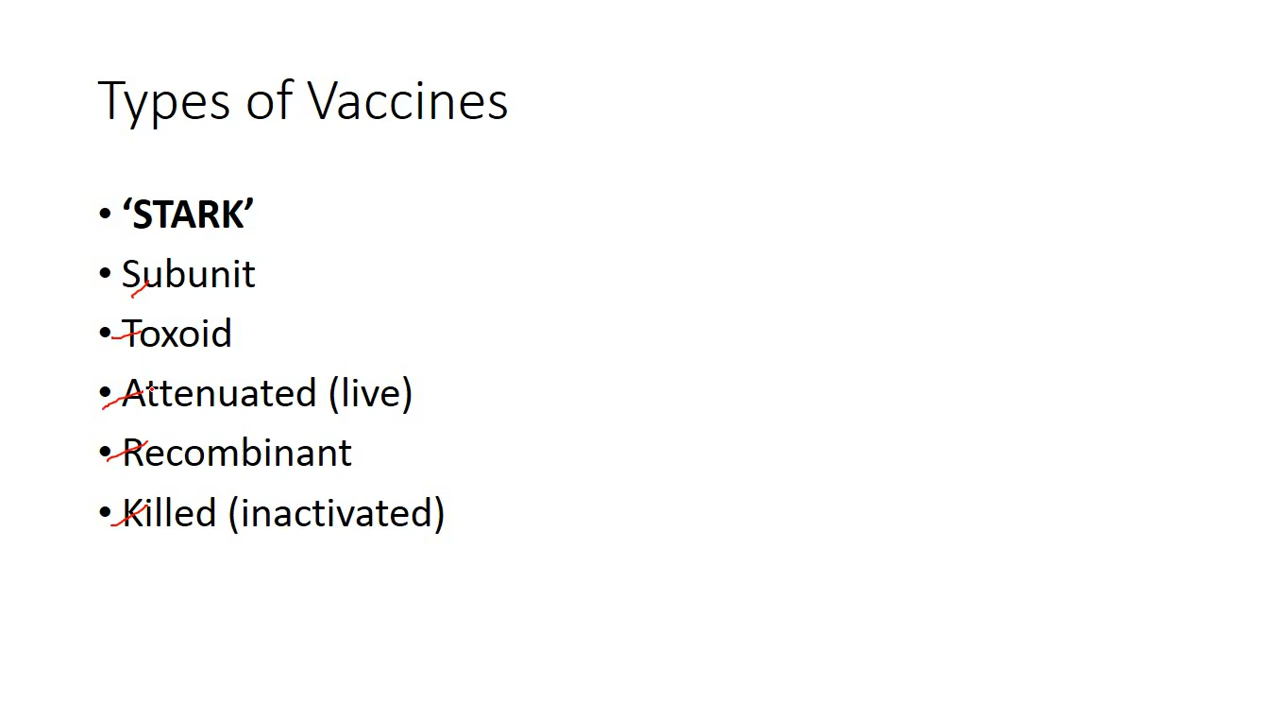 Types of Vaccines
• ‘STARK’
• Subunit
• Toxoid
• Attenuated (live)
• Recombinant
• Killed (inactivated)